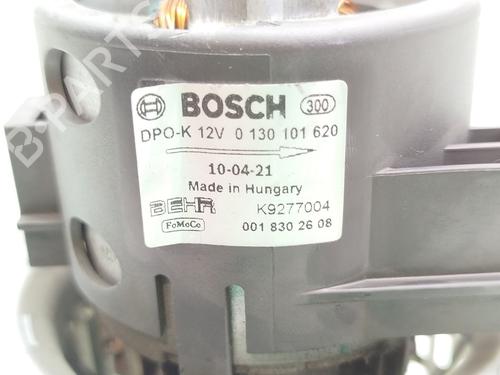 B-PARTS
BOSCH 300
DPO-K 12V 0 130 101 620
10-04-21
Made in Hungary
BEHR K9277004
FoMoCo 001 830 26 08